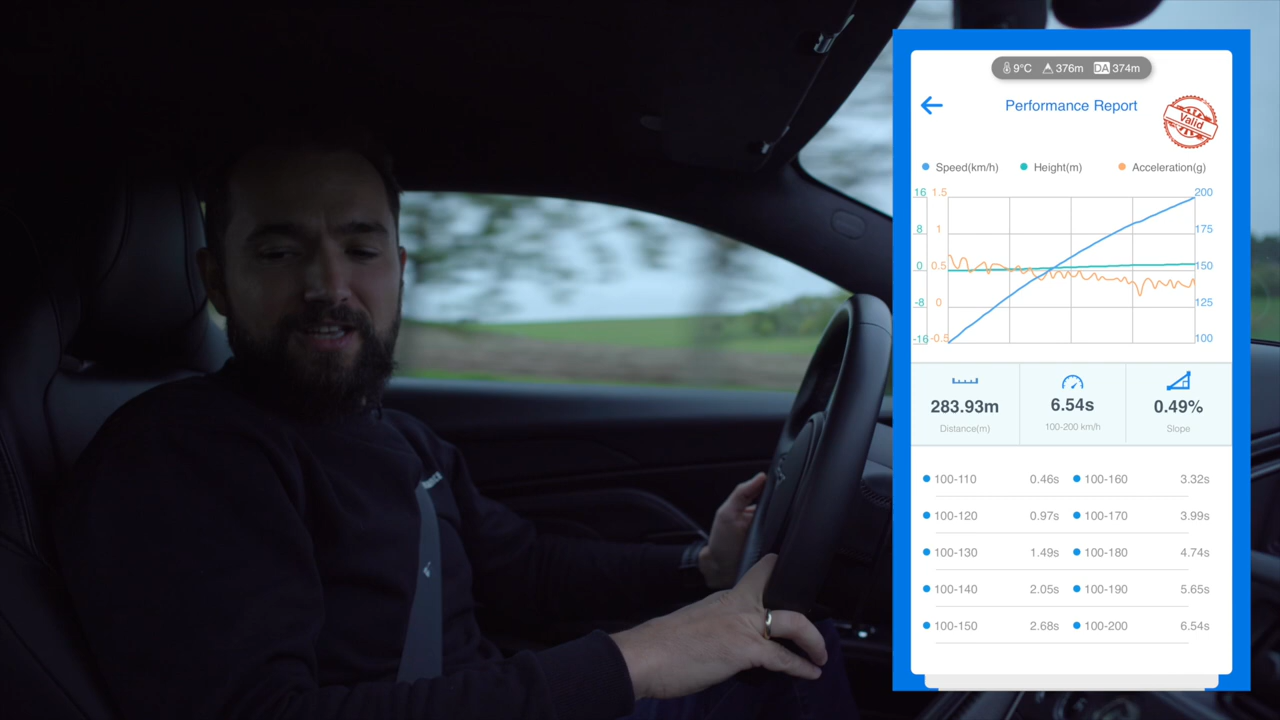 9°C 376m DA 374m
Performance Report
Valid
Speed(km/h) Height(m) Acceleration(g)
16 1.5 200
8 1 175
0 0.5 150
-8 0 125
-16 -0.5 100
283.93m 6.54s 0.49%
Distance(m) 100-200 km/h Slope
100-110 0.46s 100-160 3.32s
100-120 0.97s 100-170 3.99s
100-130 1.49s 100-180 4.74s
100-140 2.05s 100-190 5.65s
100-150 2.68s 100-200 6.54s